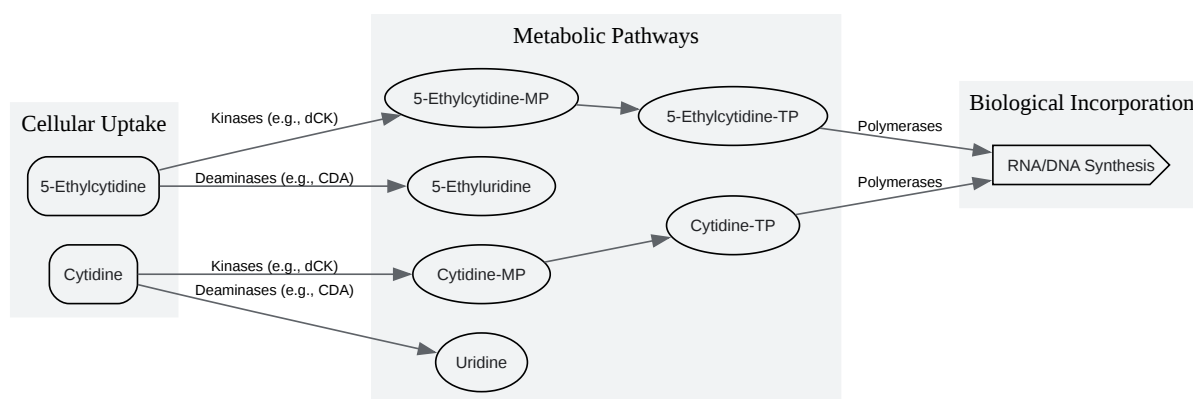 Metabolic Pathways
Cellular Uptake
Biological Incorporation
5-Ethylcytidine
Cytidine
Kinases (e.g., dCK)
Deaminases (e.g., CDA)
Kinases (e.g., dCK)
Deaminases (e.g., CDA)
5-Ethylcytidine-MP
5-Ethyluridine
Cytidine-MP
Uridine
5-Ethylcytidine-TP
Cytidine-TP
Polymerases
Polymerases
RNA/DNA Synthesis